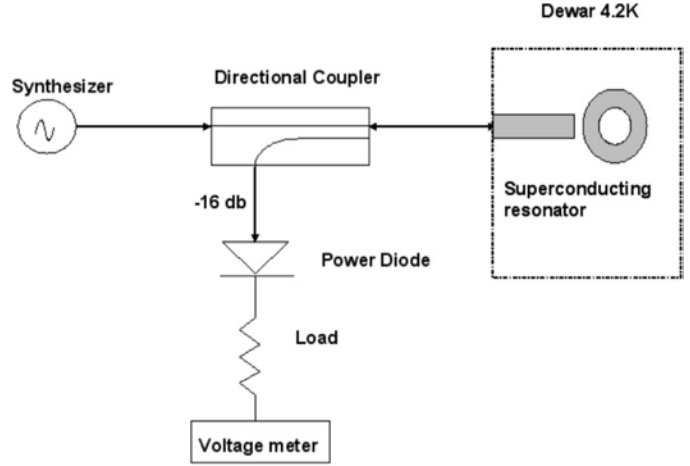 Dewar 4.2K
Synthesizer
Directional Coupler
-16 db
Superconducting
resonator
Power Diode
Load
Voltage meter